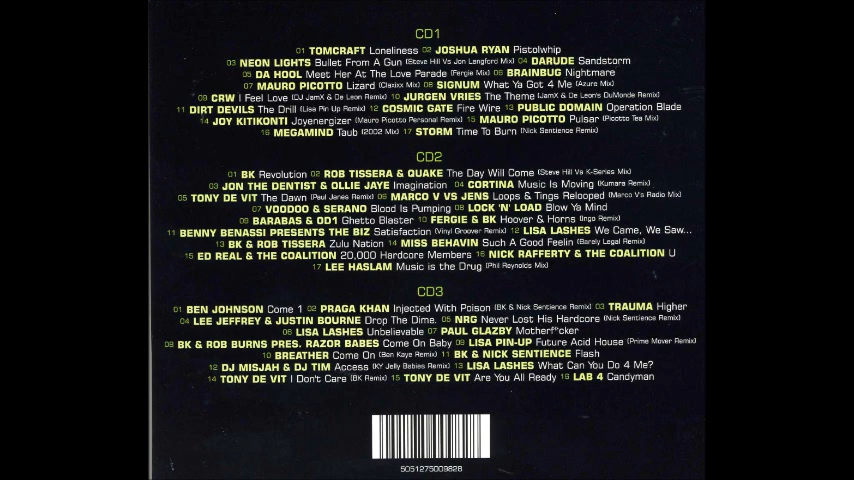 CD1
01 TOMCRAFT Loneliness 02 JOSHUA RYAN Pistolwhip
03 NEON LIGHTS Bullet From A Gun (Steve Hill Vs Jon Langford Mix) 04 DARUDE Sandstorm
05 DA HOOL Meet Her At The Love Parade (Fergie Mix) 06 BRAINBUG Nightmare
07 MAURO PICOTTO Lizard (Claxixx Mix) 08 SIGNUM What Ya Got 4 Me (Azure Mix)
09 CRW I Feel Love (DJ JamX & De Leon Remix) 10 JURGEN VRIES The Theme (JamX & De Leon's DuMonde Remix)
11 DIRT DEVILS The Drill (Lisa Pin Up Remix) 12 COSMIC GATE Fire Wire 13 PUBLIC DOMAIN Operation Blade
14 JOY KITIKONTI Joyenergizer (Mauro Picotto Personal Remix) 15 MAURO PICOTTO Pulsar (Picotto Tea Mix)
16 MEGAMIND Taub (2002 Mix) 17 STORM Time To Burn (Nick Sentience Remix)
CD2
01 BK Revolution 02 ROB TISSERA & QUAKE The Day Will Come (Steve Hill Vs K-Series Mix)
03 JON THE DENTIST & OLLIE JAYE Imagination 04 CORTINA Music Is Moving (Kumara Remix)
05 TONY DE VIT The Dawn (Paul Janes Remix) 06 MARCO V VS JENS Loops & Tings Relooped (Marco V's Radio Mix)
07 VOODOO & SERANO Blood Is Pumping 08 LOCK 'N' LOAD Blow Ya Mind
09 BARABAS & OD1 Ghetto Blaster 10 FERGIE & BK Hoover & Horns (Ingo Remix)
11 BENNY BENASSI PRESENTS THE BIZ Satisfaction (Vinyl Groover Remix) 12 LISA LASHES We Came, We Saw...
13 BK & ROB TISSERA Zulu Nation 14 MISS BEHAVIN Such A Good Feelin (Barely Legal Remix)
15 ED REAL & THE COALITION 20,000 Hardcore Members 16 NICK RAFFERTY & THE COALITION U
17 LEE HASLAM Music is the Drug (Phil Reynolds Mix)
CD3
01 BEN JOHNSON Come 1 02 PRAGA KHAN Injected With Poison (BK & Nick Sentience Remix) 03 TRAUMA Higher
04 LEE JEFFREY & JUSTIN BOURNE Drop The Dime. 05 NRG Never Lost His Hardcore (Nick Sentience Remix)
06 LISA LASHES Unbelievable 07 PAUL GLAZBY Motherf*cker
08 BK & ROB BURNS PRES. RAZOR BABES Come On Baby 09 LISA PIN-UP Future Acid House (Prime Mover Remix)
10 BREATHER Come On (Ben Kaye Remix) 11 BK & NICK SENTIENCE Flash
12 DJ MISJAH & DJ TIM Access (KY Jelly Babies Remix) 13 LISA LASHES What Can You Do 4 Me?
14 TONY DE VIT I Don't Care (BK Remix) 15 TONY DE VIT Are You All Ready 16 LAB 4 Candyman
5051275009828